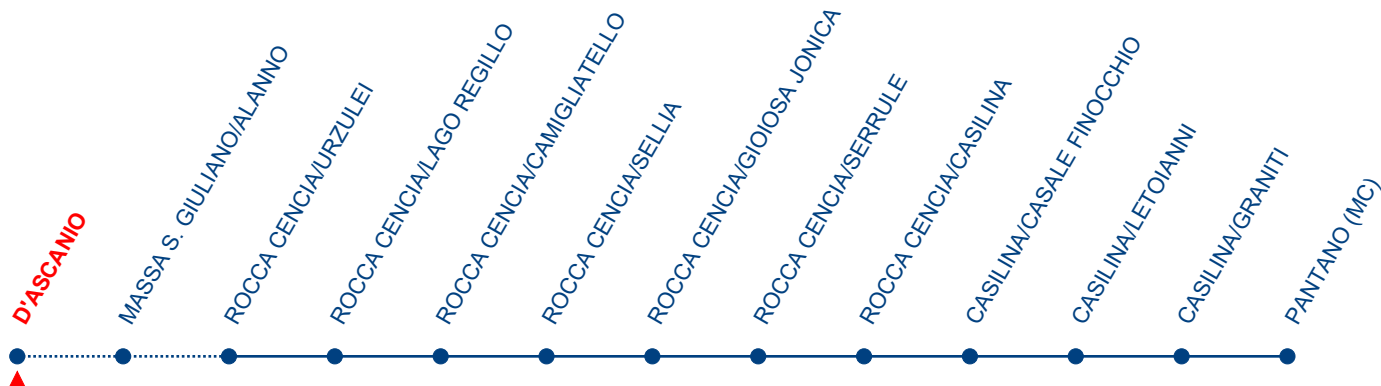 D'ASCANIO
MASSA S. GIULIANO/ALANNO
ROCCA CENCIA/URZULEI
ROCCA CENCIA/LAGO REGILLO
ROCCA CENCIA/CAMIGLIATELLO
ROCCA CENCIA/SELLIA
ROCCA CENCIA/GIOIOSA JONICA
ROCCA CENCIA/SERRULE
ROCCA CENCIA/CASILINA
CASILINA/CASALE FINOCCHIO
CASILINA/LETOIANNI
CASILINA/GRANITI
PANTANO (MC)